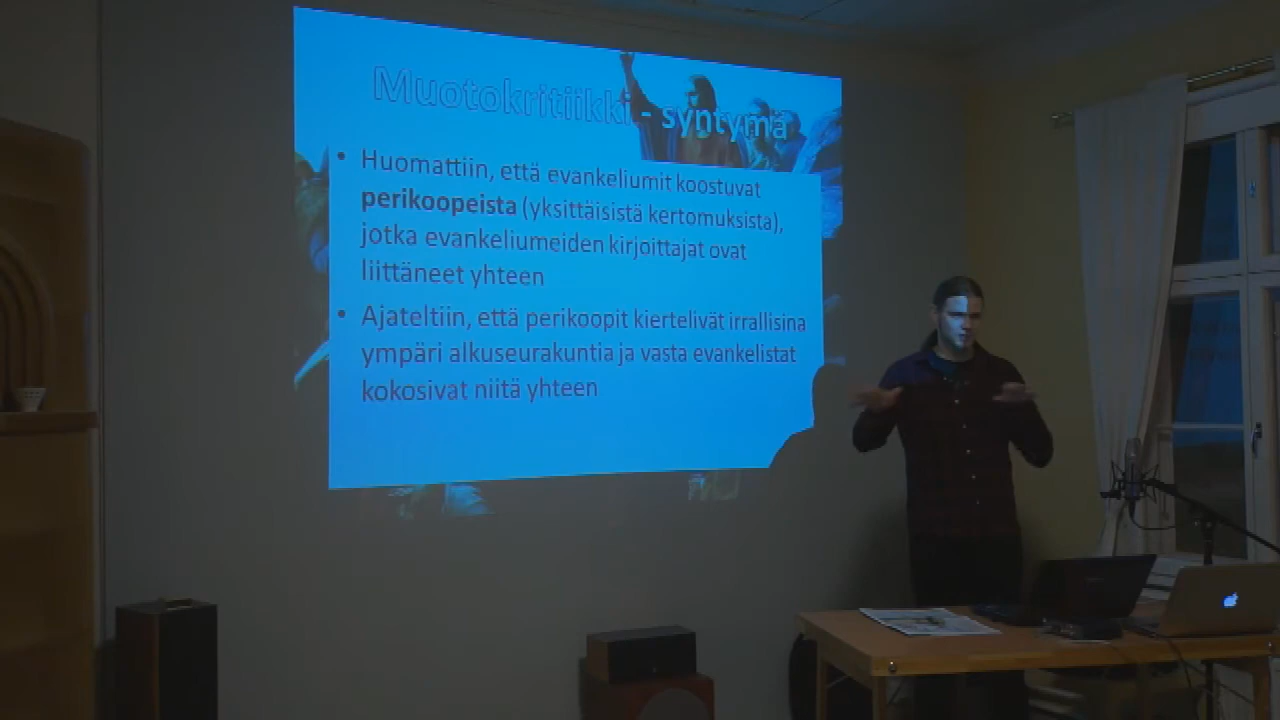 Muotokritiikki - syntymä
• Huomattiin, että evankeliumit koostuvat
perikoopeista (yksittäisistä kertomuksista),
jotka evankeliumeiden kirjoittajat ovat
liittäneet yhteen
• Ajateltiin, että perikoopit kiertelivät irrallisina
ympäri alkuseurakuntia ja vasta evankelistat
kokosivat niitä yhteen